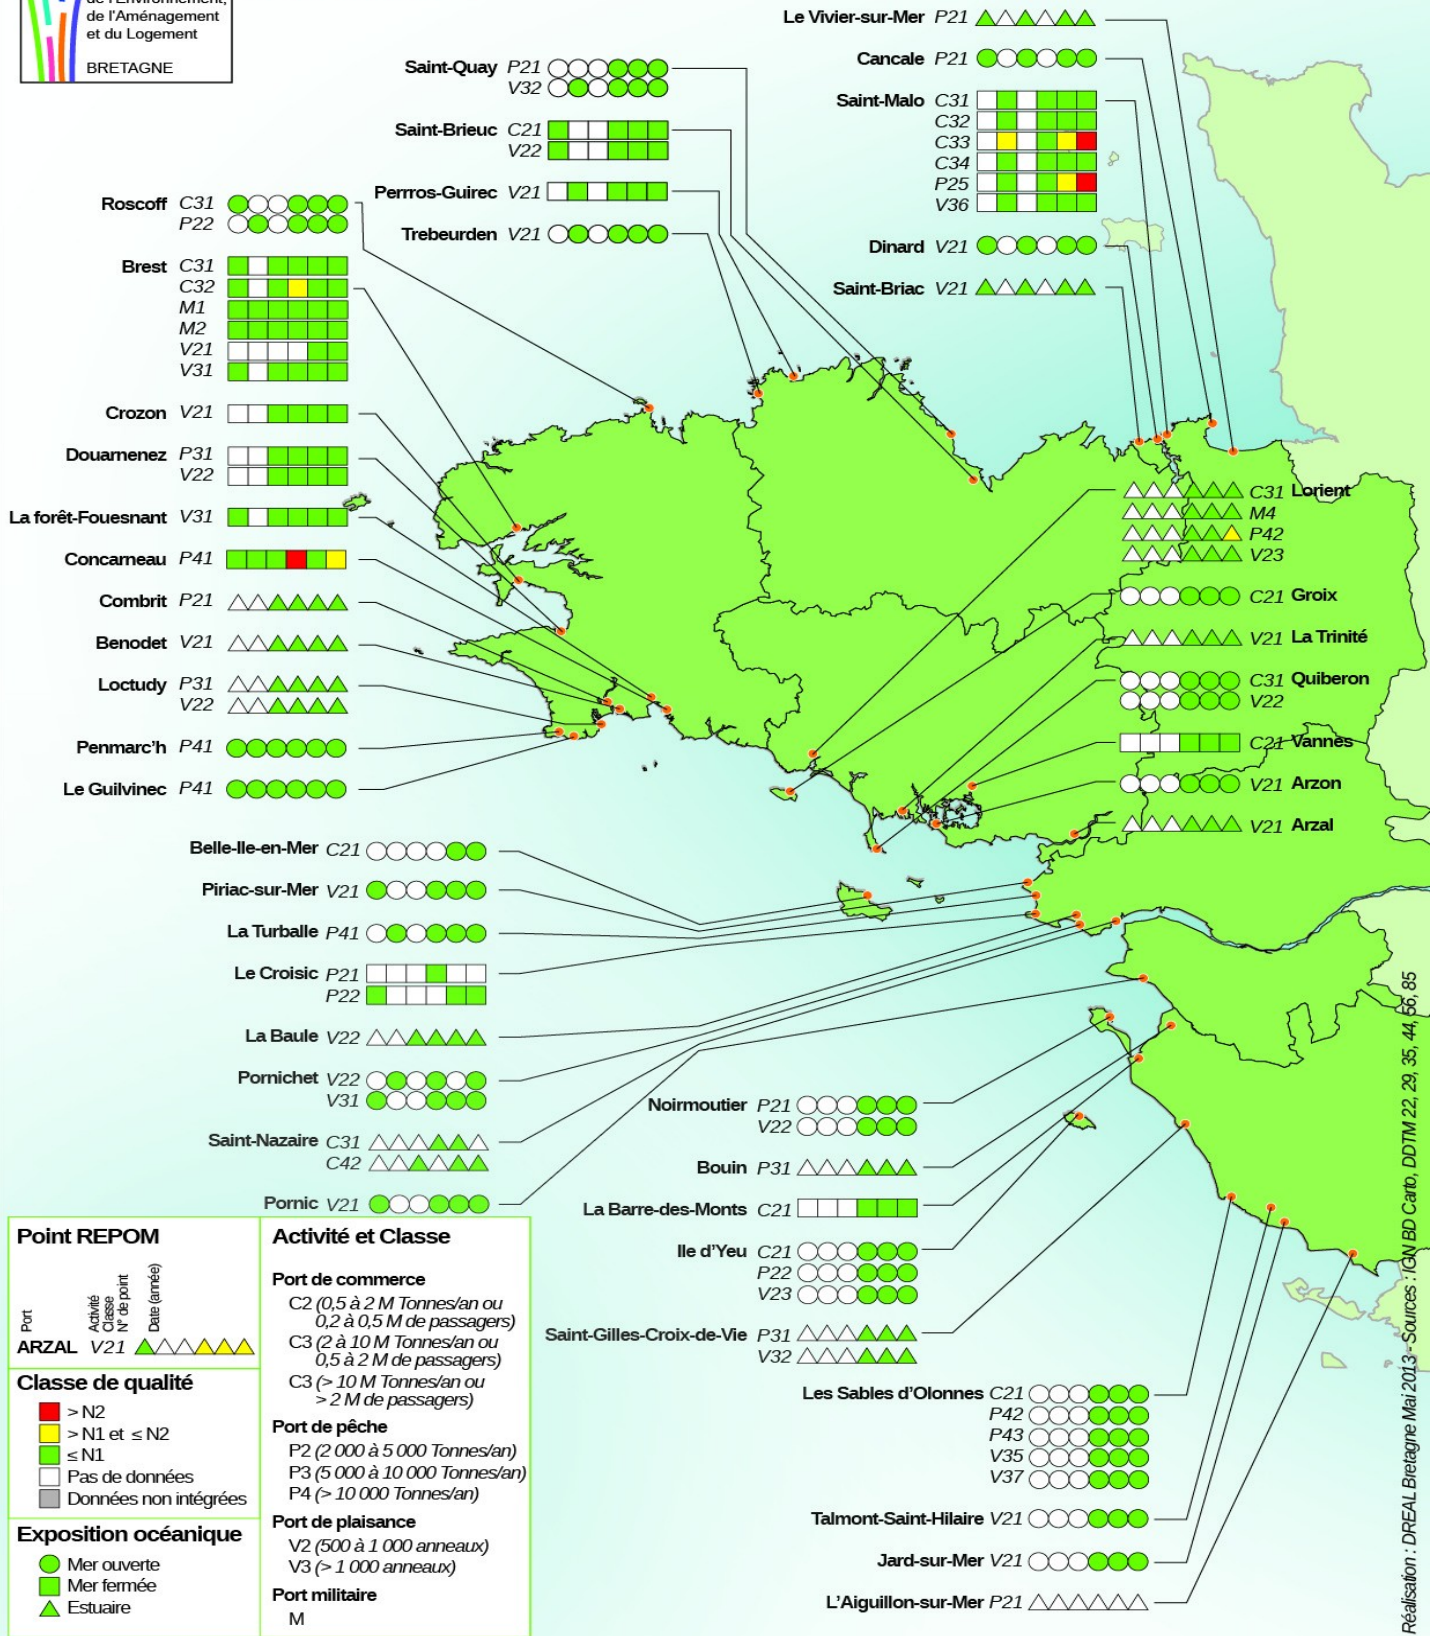 de l'Environnement,
de l'Aménagement
et du Logement
BRETAGNE
Le Vivier-sur-Mer P21
Cancale P21
Saint-Malo C31
C32
C33
C34
P25
V36
Dinard V21
Saint-Briac V21
Saint-Quay P21
V32
Saint-Brieuc C21
V22
Perrros-Guirec V21
Trebeurden V21
Roscoff C31
P22
Brest C31
C32
M1
M2
V21
V31
Crozon V21
Douarnenez P31
V22
La forêt-Fouesnant V31
Concarneau P41
Combrit P21
Benodet V21
Loctudy P31
V22
Penmarc'h P41
Le Guilvinec P41
C31 Lorient
M4
P42
V23
C21 Groix
V21 La Trinité
C31 Quiberon
V22
C21 Vannes
V21 Arzon
V21 Arzal
Belle-Ile-en-Mer C21
Piriac-sur-Mer V21
La Turballe P41
Le Croisic P21
P22
La Baule V22
Pornichet V22
V31
Saint-Nazaire C31
C42
Pornic V21
Noirmoutier P21
V22
Bouin P31
La Barre-des-Monts C21
Ile d'Yeu C21
P22
V23
Saint-Gilles-Croix-de-Vie P31
V32
Les Sables d'Olonnes C21
P42
P43
V35
V37
Talmont-Saint-Hilaire V21
Jard-sur-Mer V21
L'Aiguillon-sur-Mer P21
Point REPOM
Port
Activité
Classe
N° de point
Date (année)
ARZAL V21
Classe de qualité
> N2
> N1 et ≤ N2
≤ N1
Pas de données
Données non intégrées
Exposition océanique
Mer ouverte
Mer fermée
Estuaire
Activité et Classe
Port de commerce
C2 (0,5 à 2 M Tonnes/an ou
0,2 à 0,5 M de passagers)
C3 (2 à 10 M Tonnes/an ou
0,5 à 2 M de passagers)
C3 (> 10 M Tonnes/an ou
> 2 M de passagers)
Port de pêche
P2 (2 000 à 5 000 Tonnes/an)
P3 (5 000 à 10 000 Tonnes/an)
P4 (> 10 000 Tonnes/an)
Port de plaisance
V2 (500 à 1 000 anneaux)
V3 (> 1 000 anneaux)
Port militaire
M
Réalisation : DREAL Bretagne Mai 2013 - Sources : IGN BD Carto, DDTM 22, 29, 35, 44, 56, 85